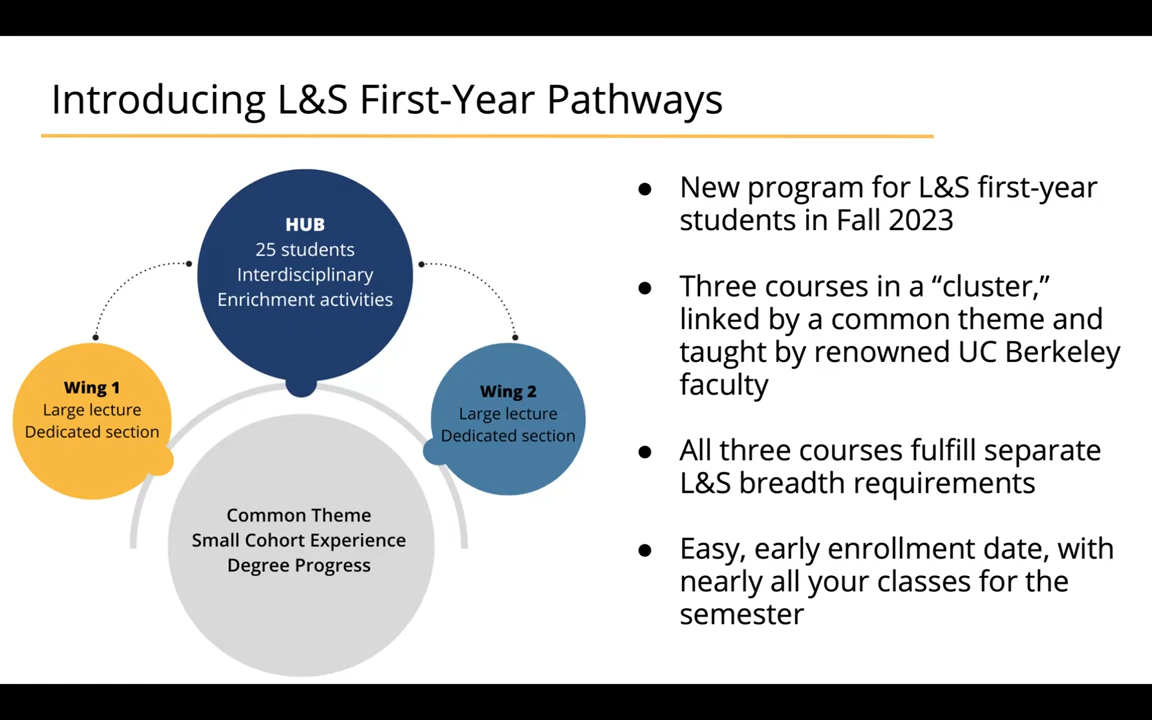 Introducing L&S First-Year Pathways
HUB
25 students
Interdisciplinary
Enrichment activities
Wing 1
Large lecture
Dedicated section
Wing 2
Large lecture
Dedicated section
Common Theme
Small Cohort Experience
Degree Progress
● New program for L&S first-year
students in Fall 2023
● Three courses in a “cluster,”
linked by a common theme and
taught by renowned UC Berkeley
faculty
● All three courses fulfill separate
L&S breadth requirements
● Easy, early enrollment date, with
nearly all your classes for the
semester